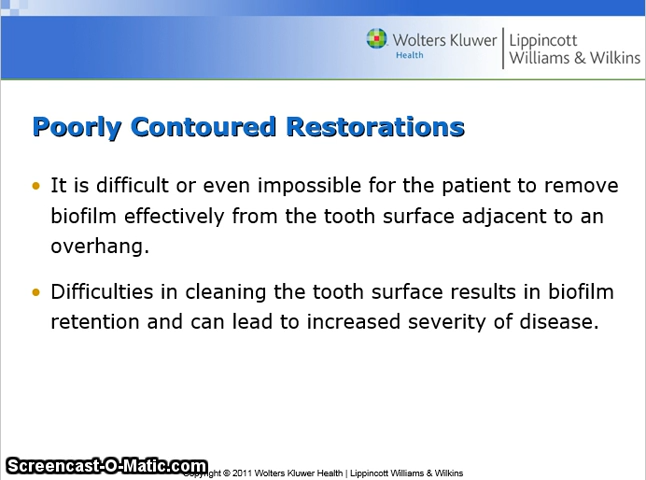 Wolters Kluwer
Health
Lippincott
Williams & Wilkins
Poorly Contoured Restorations
• It is difficult or even impossible for the patient to remove
biofilm effectively from the tooth surface adjacent to an
overhang.
• Difficulties in cleaning the tooth surface results in biofilm
retention and can lead to increased severity of disease.
Screencast-O-Matic.com
Copyright © 2011 Wolters Kluwer Health | Lippincott Williams & Wilkins